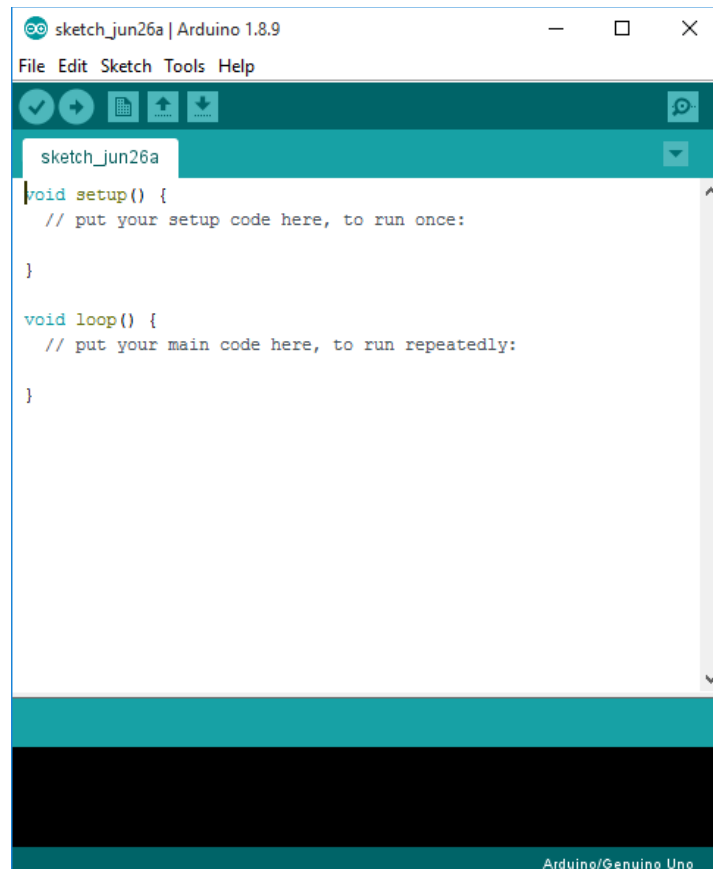 sketch_jun26a | Arduino 1.8.9
File Edit Sketch Tools Help
sketch_jun26a
void setup() {
  // put your setup code here, to run once:
}
void loop() {
  // put your main code here, to run repeatedly:
}
Arduino/Genuino Uno